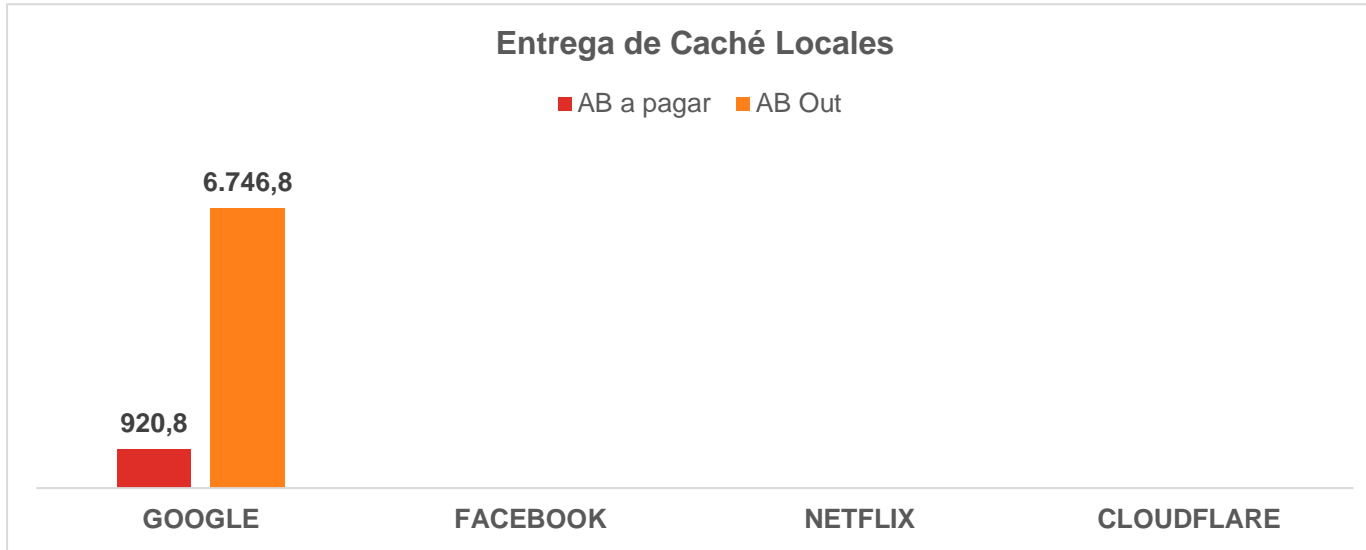 Entrega de Caché Locales
AB a pagar AB Out
6.746,8
920,8
GOOGLE FACEBOOK NETFLIX CLOUDFLARE